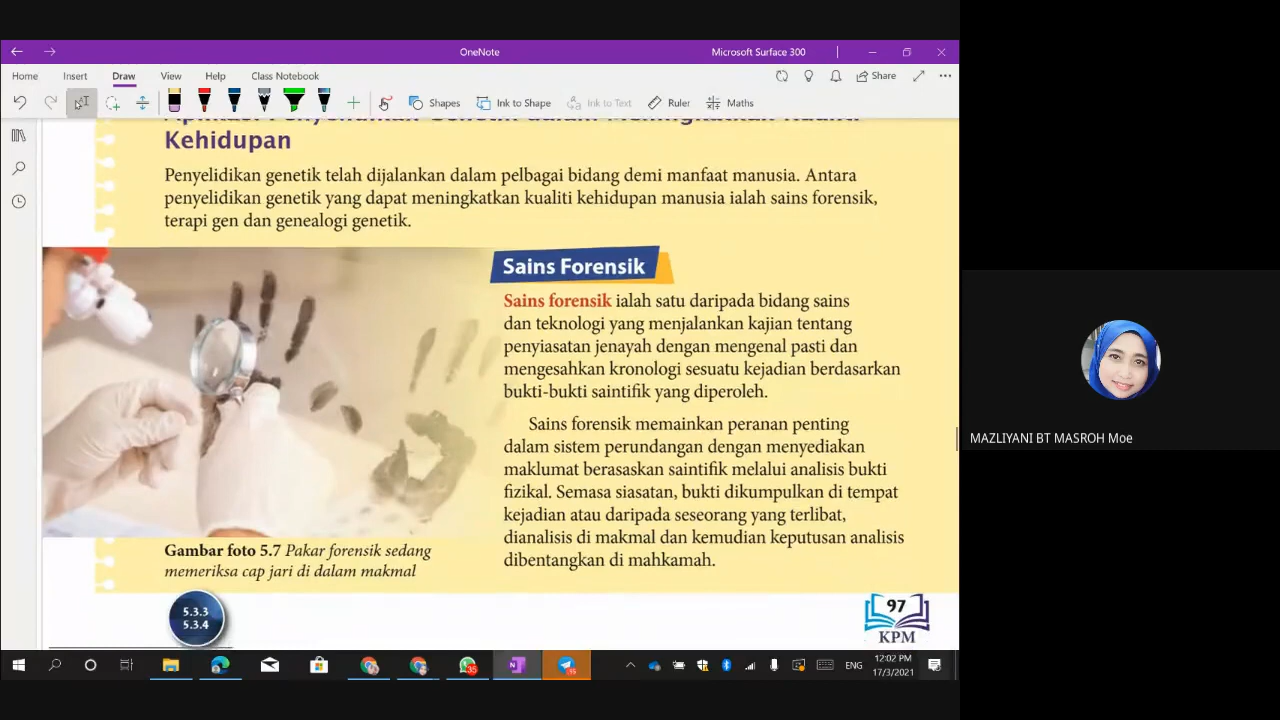 OneNote
Microsoft Surface 300
Home Insert Draw View Help Class Notebook
Share
Shapes Ink to Shape Ink to Text Ruler Maths
Kehidupan
Penyelidikan genetik telah dijalankan dalam pelbagai bidang demi manfaat manusia. Antara
penyelidikan genetik yang dapat meningkatkan kualiti kehidupan manusia ialah sains forensik,
terapi gen dan genealogi genetik.
Sains Forensik
Sains forensik ialah satu daripada bidang sains
dan teknologi yang menjalankan kajian tentang
penyiasatan jenayah dengan mengenal pasti dan
mengesahkan kronologi sesuatu kejadian berdasarkan
bukti-bukti saintifik yang diperoleh.
Sains forensik memainkan peranan penting
dalam sistem perundangan dengan menyediakan
maklumat berasaskan saintifik melalui analisis bukti
fizikal. Semasa siasatan, bukti dikumpulkan di tempat
kejadian atau daripada seseorang yang terlibat,
dianalisis di makmal dan kemudian keputusan analisis
dibentangkan di mahkamah.
Gambar foto 5.7 Pakar forensik sedang
memeriksa cap jari di dalam makmal
5.3.3
5.3.4
97
KPM
MAZLIYANI BT MASROH Moe
35
ENG
12:02 PM
17/3/2021